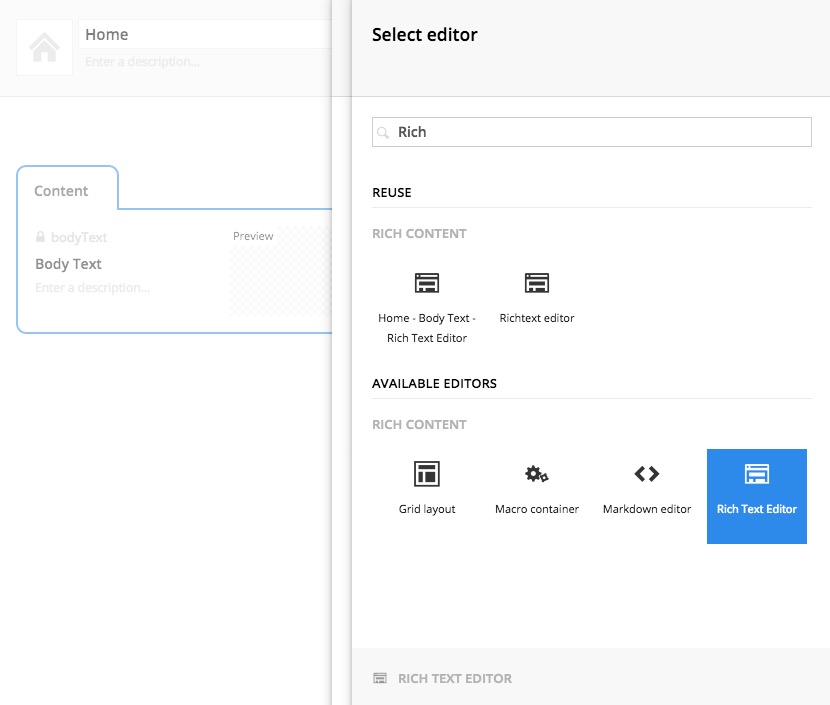 Home
Enter a description...
Content
bodyText
Body Text
Enter a description...
Preview
Select editor
Rich
REUSE
RICH CONTENT
Home - Body Text -
Rich Text Editor
Richtext editor
AVAILABLE EDITORS
RICH CONTENT
Grid layout
Macro container
Markdown editor
Rich Text Editor
RICH TEXT EDITOR